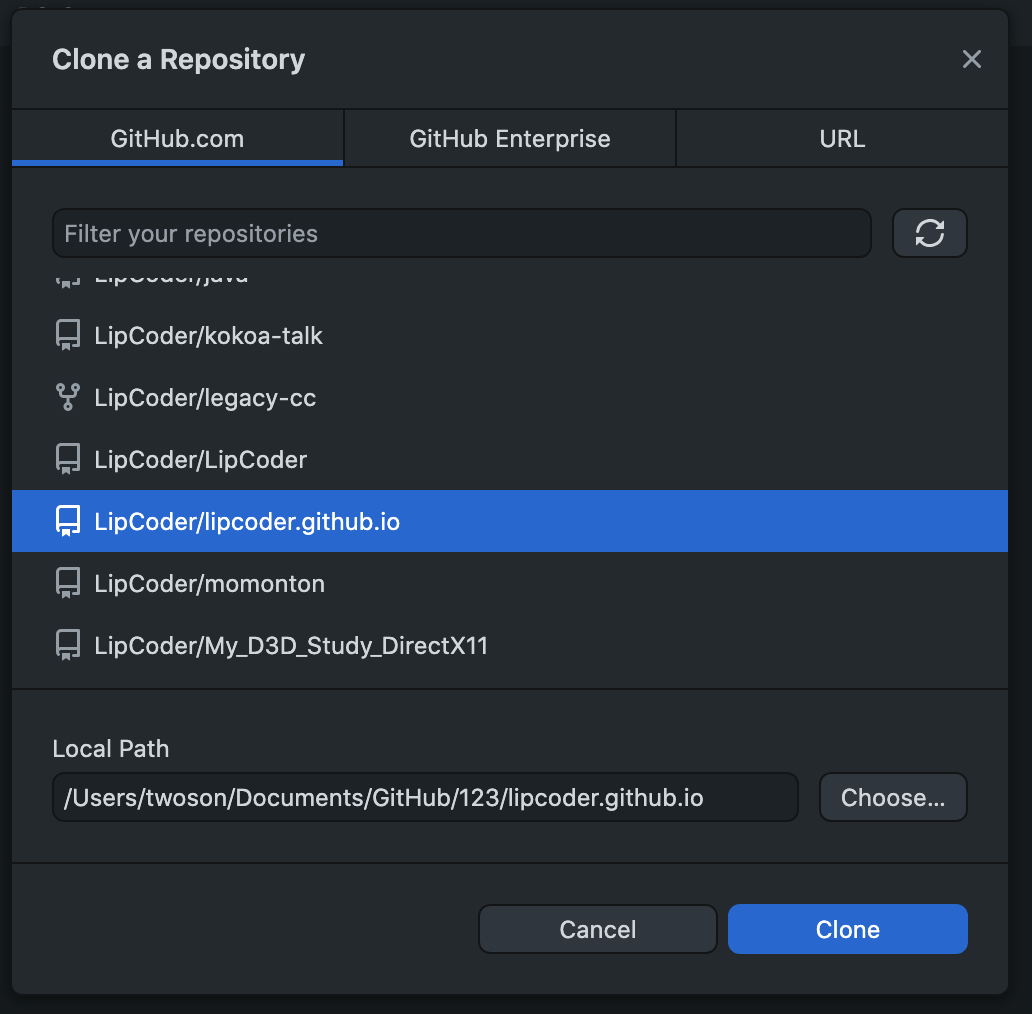 Clone a Repository
GitHub.com
GitHub Enterprise
URL
Filter your repositories
LipCoder/java
LipCoder/kokoa-talk
LipCoder/legacy-cc
LipCoder/LipCoder
LipCoder/lipcoder.github.io
LipCoder/momonton
LipCoder/My_D3D_Study_DirectX11
Local Path
/Users/twoson/Documents/GitHub/123/lipcoder.github.io
Choose...
Cancel
Clone